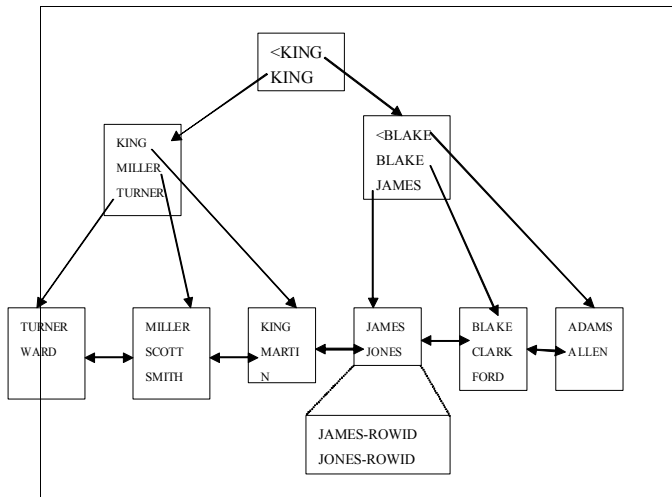 <KING
KING
KING
MILLER
TURNER
<BLAKE
BLAKE
JAMES
TURNER
WARD
MILLER
SCOTT
SMITH
KING
MARTI
N
JAMES
JONES
BLAKE
CLARK
FORD
ADAMS
ALLEN
JAMES-ROWID
JONES-ROWID